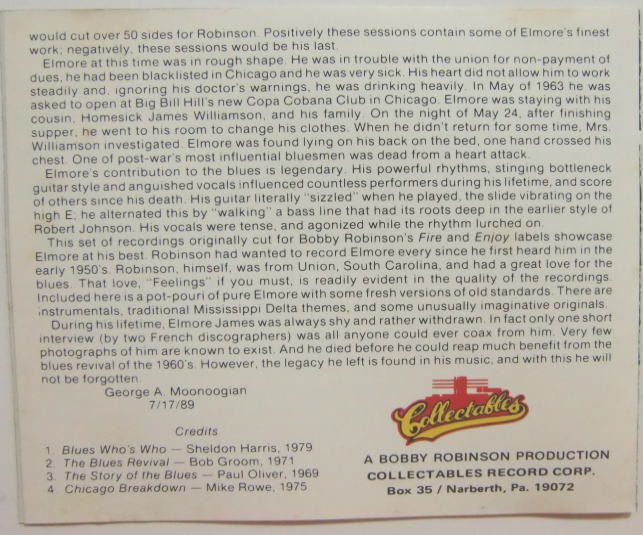 would cut over 50 sides for Robinson. Positively these sessions contain some of Elmore's finest
work; negatively, these sessions would be his last.
Elmore at this time was in rough shape. He was in trouble with the union for non-payment of
dues, he had been blacklisted in Chicago and he was very sick. His heart did not allow him to work
steadily and, ignoring his doctor's warnings, he was drinking heavily. In May of 1963 he was
asked to open at Big Bill Hill's new Copa Cobana Club in Chicago. Elmore was staying with his
cousin, Homesick James Williamson, and his family. On the night of May 24, after finishing
supper, he went to his room to change his clothes. When he didn't return for some time, Mrs.
Williamson investigated. Elmore was found lying on his back on the bed, one hand crossed his
chest. One of post-war's most influential bluesmen was dead from a heart attack.
Elmore's contribution to the blues is legendary. His powerful rhythms, stinging bottleneck
guitar style and anguished vocals influenced countless performers during his lifetime, and score
of others since his death. His guitar literally "sizzled" when he played, the slide vibrating on the
high E; he alternated this by "walking" a bass line that had its roots deep in the earlier style of
Robert Johnson. His vocals were tense, and agonized while the rhythm lurched on.
This set of recordings originally cut for Bobby Robinson's Fire and Enjoy labels showcase
Elmore at his best. Robinson had wanted to record Elmore every since he first heard him in the
early 1950's. Robinson, himself, was from Union, South Carolina, and had a great love for the
blues. That love, "Feelings" if you must, is readily evident in the quality of the recordings.
Included here is a pot-pouri of pure Elmore with some fresh versions of old standards. There are
instrumentals, traditional Mississippi Delta themes, and some unusually imaginative originals.
During his lifetime, Elmore James was always shy and rather withdrawn. In fact only one short
interview (by two French discographers) was all anyone could ever coax from him. Very few
photographs of him are known to exist. And he died before he could reap much benefit from the
blues revival of the 1960's. However, the legacy he left is found in his music, and with this he will
not be forgotten.
George A. Moonoogian
7/17/89
Credits
1. Blues Who's Who — Sheldon Harris, 1979
2. The Blues Revival — Bob Groom, 1971
3. The Story of the Blues — Paul Oliver, 1969
4 Chicago Breakdown — Mike Rowe, 1975
Collectables
A BOBBY ROBINSON PRODUCTION
COLLECTABLES RECORD CORP.
Box 35 / Narberth, Pa. 19072